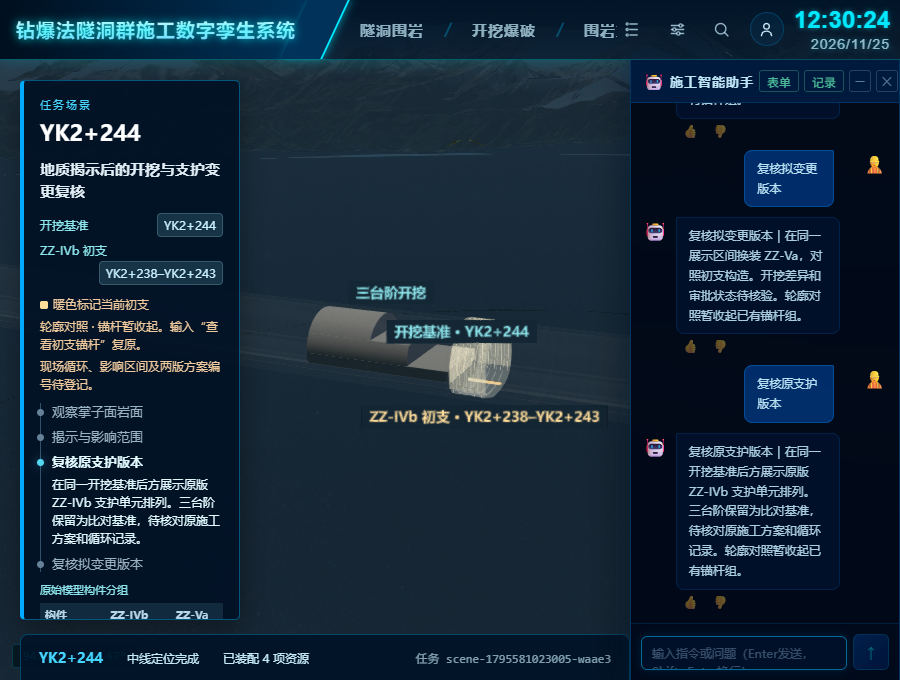 钻爆法隧洞群施工数字孪生系统
隧洞围岩 / 开挖爆破 / 围岩
12:30:24
2026/11/25
任务场景
YK2+244
地质揭示后的开挖与支护变
更复核
开挖基准 YK2+244
ZZ-IVb 初支
YK2+238—YK2+243
暖色标记当前初支
轮廓对照 · 锚杆暂收起。输入“查
看初支锚杆”复原。
现场循环、影响区间及两版方案编
号待登记。
观察掌子面岩面
揭示与影响范围
复核原支护版本
在同一开挖基准后方展示原版
ZZ-IVb 支护单元排列。三台阶
保留为比对基准，待核对原施工
方案和循环记录。
复核拟变更版本
原始模型构件分组
构件 ZZ-IVb ZZ-Va
三台阶开挖
开挖基准 · YK2+244
ZZ-IVb 初支 · YK2+238—YK2+243
YK2+244 中线定位完成 已装配 4 项资源 任务 scene-1795581023005-waae3
施工智能助手 表单 记录
复核拟变更
版本
复核拟变更版本 | 在同一
展示区间换装 ZZ-Va，对
照初支构造。开挖差异和
审批状态待核验。轮廓对
照暂收起已有锚杆组。
复核原支护
版本
复核原支护版本 | 在同一
开挖基准后方展示原版
ZZ-IVb 支护单元排列。
三台阶保留为比对基准，
待核对原施工方案和循环
记录。轮廓对照暂收起已
有锚杆组。
输入指令或问题（Enter发送，